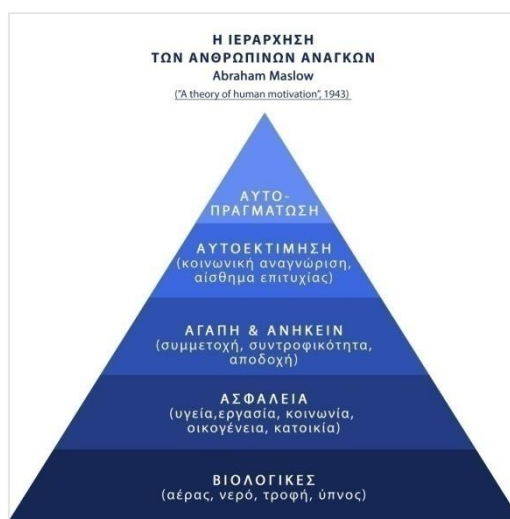 Η ΙΕΡΑΡΧΗΣΗ
ΤΩΝ ΑΝΘΡΩΠΙΝΩΝ ΑΝΑΓΚΩΝ
Abraham Maslow
("A theory of human motivation", 1943)
ΑΥΤΟ-
ΠΡΑΓΜΑΤΩΣΗ
ΑΥΤΟΕΚΤΙΜΗΣΗ
(κοινωνική αναγνώριση,
αίσθημα επιτυχίας)
ΑΓΑΠΗ & ΑΝΗΚΕΙΝ
(συμμετοχή, συντροφικότητα,
αποδοχή)
ΑΣΦΑΛΕΙΑ
(υγεία,εργασία, κοινωνία,
οικογένεια, κατοικία)
ΒΙΟΛΟΓΙΚΕΣ
(αέρας, νερό, τροφή, ύπνος)